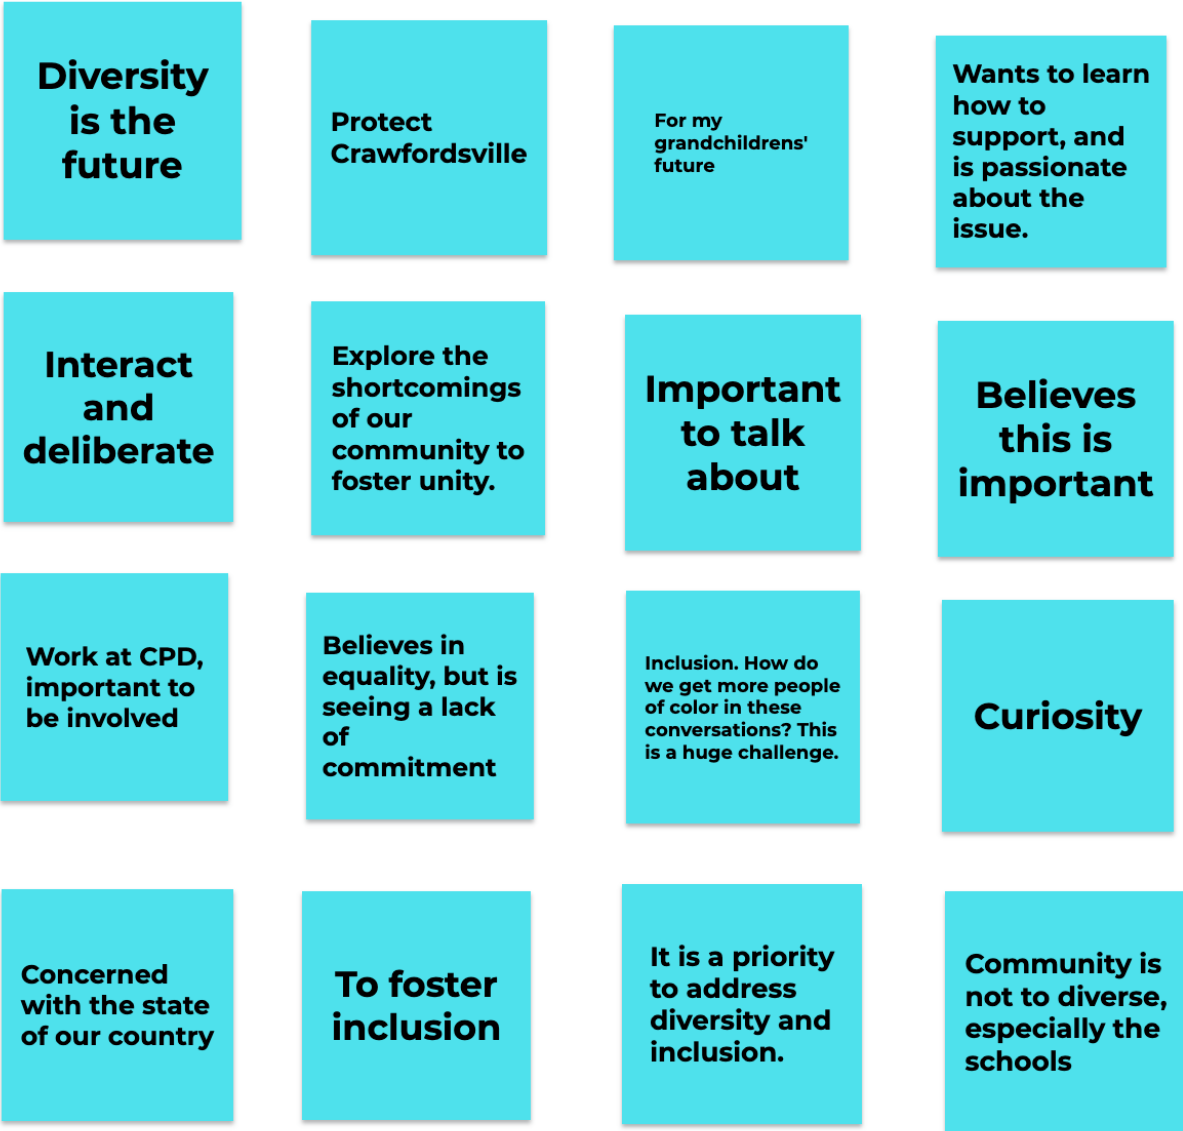 Diversity
is the
future
Protect
Crawfordsville
For my
grandchildrens'
future
Wants to learn
how to
support, and
is passionate
about the
issue.
Interact
and
deliberate
Explore the
shortcomings
of our
community to
foster unity.
Important
to talk
about
Believes
this is
important
Work at CPD,
important to
be involved
Believes in
equality, but is
seeing a lack
of
commitment
Inclusion. How do
we get more people
of color in these
conversations? This
is a huge challenge.
Curiosity
Concerned
with the state
of our country
To foster
inclusion
It is a priority
to address
diversity and
inclusion.
Community is
not to diverse,
especially the
schools